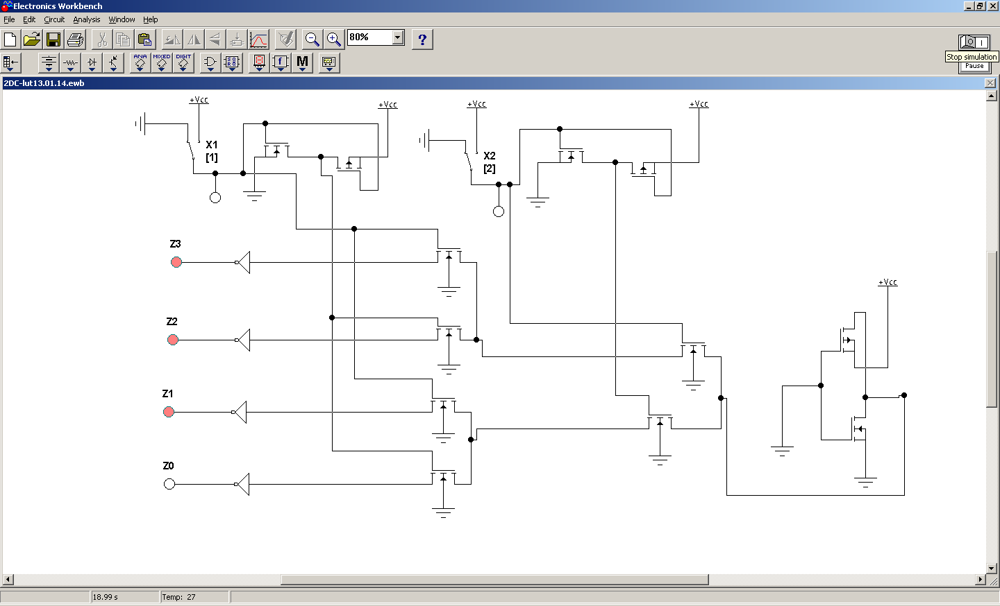 Electronics Workbench
File Edit Circuit Analysis Window Help
80%
?
Stop simulation
Pause
ANA MIXED DIGIT
f M
2DC-lut13.01.14.ewb
+Vcc
+Vcc
+Vcc
+Vcc
X1
[1]
X2
[2]
Z3
+Vcc
Z2
Z1
Z0
18.99 s Temp: 27